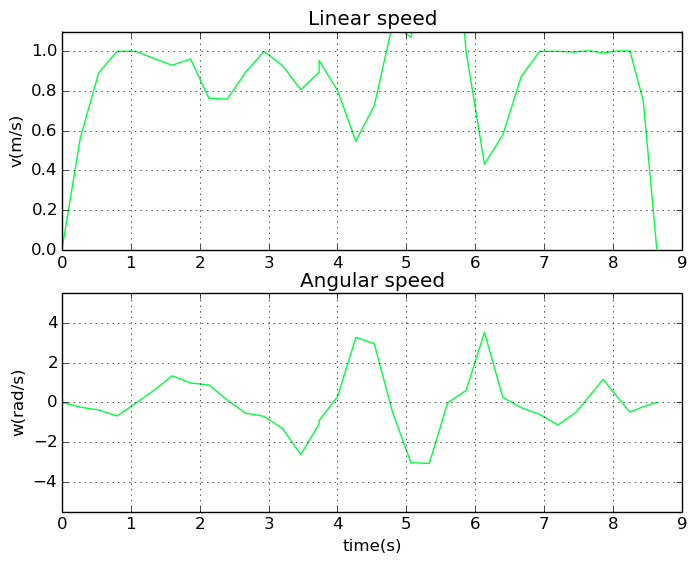 Linear speed
1.0
0.8
0.6
0.4
0.2
0.0
v(m/s)
0 1 2 3 4 5 6 7 8 9
Angular speed
4
2
0
−2
−4
w(rad/s)
0 1 2 3 4 5 6 7 8 9
time(s)